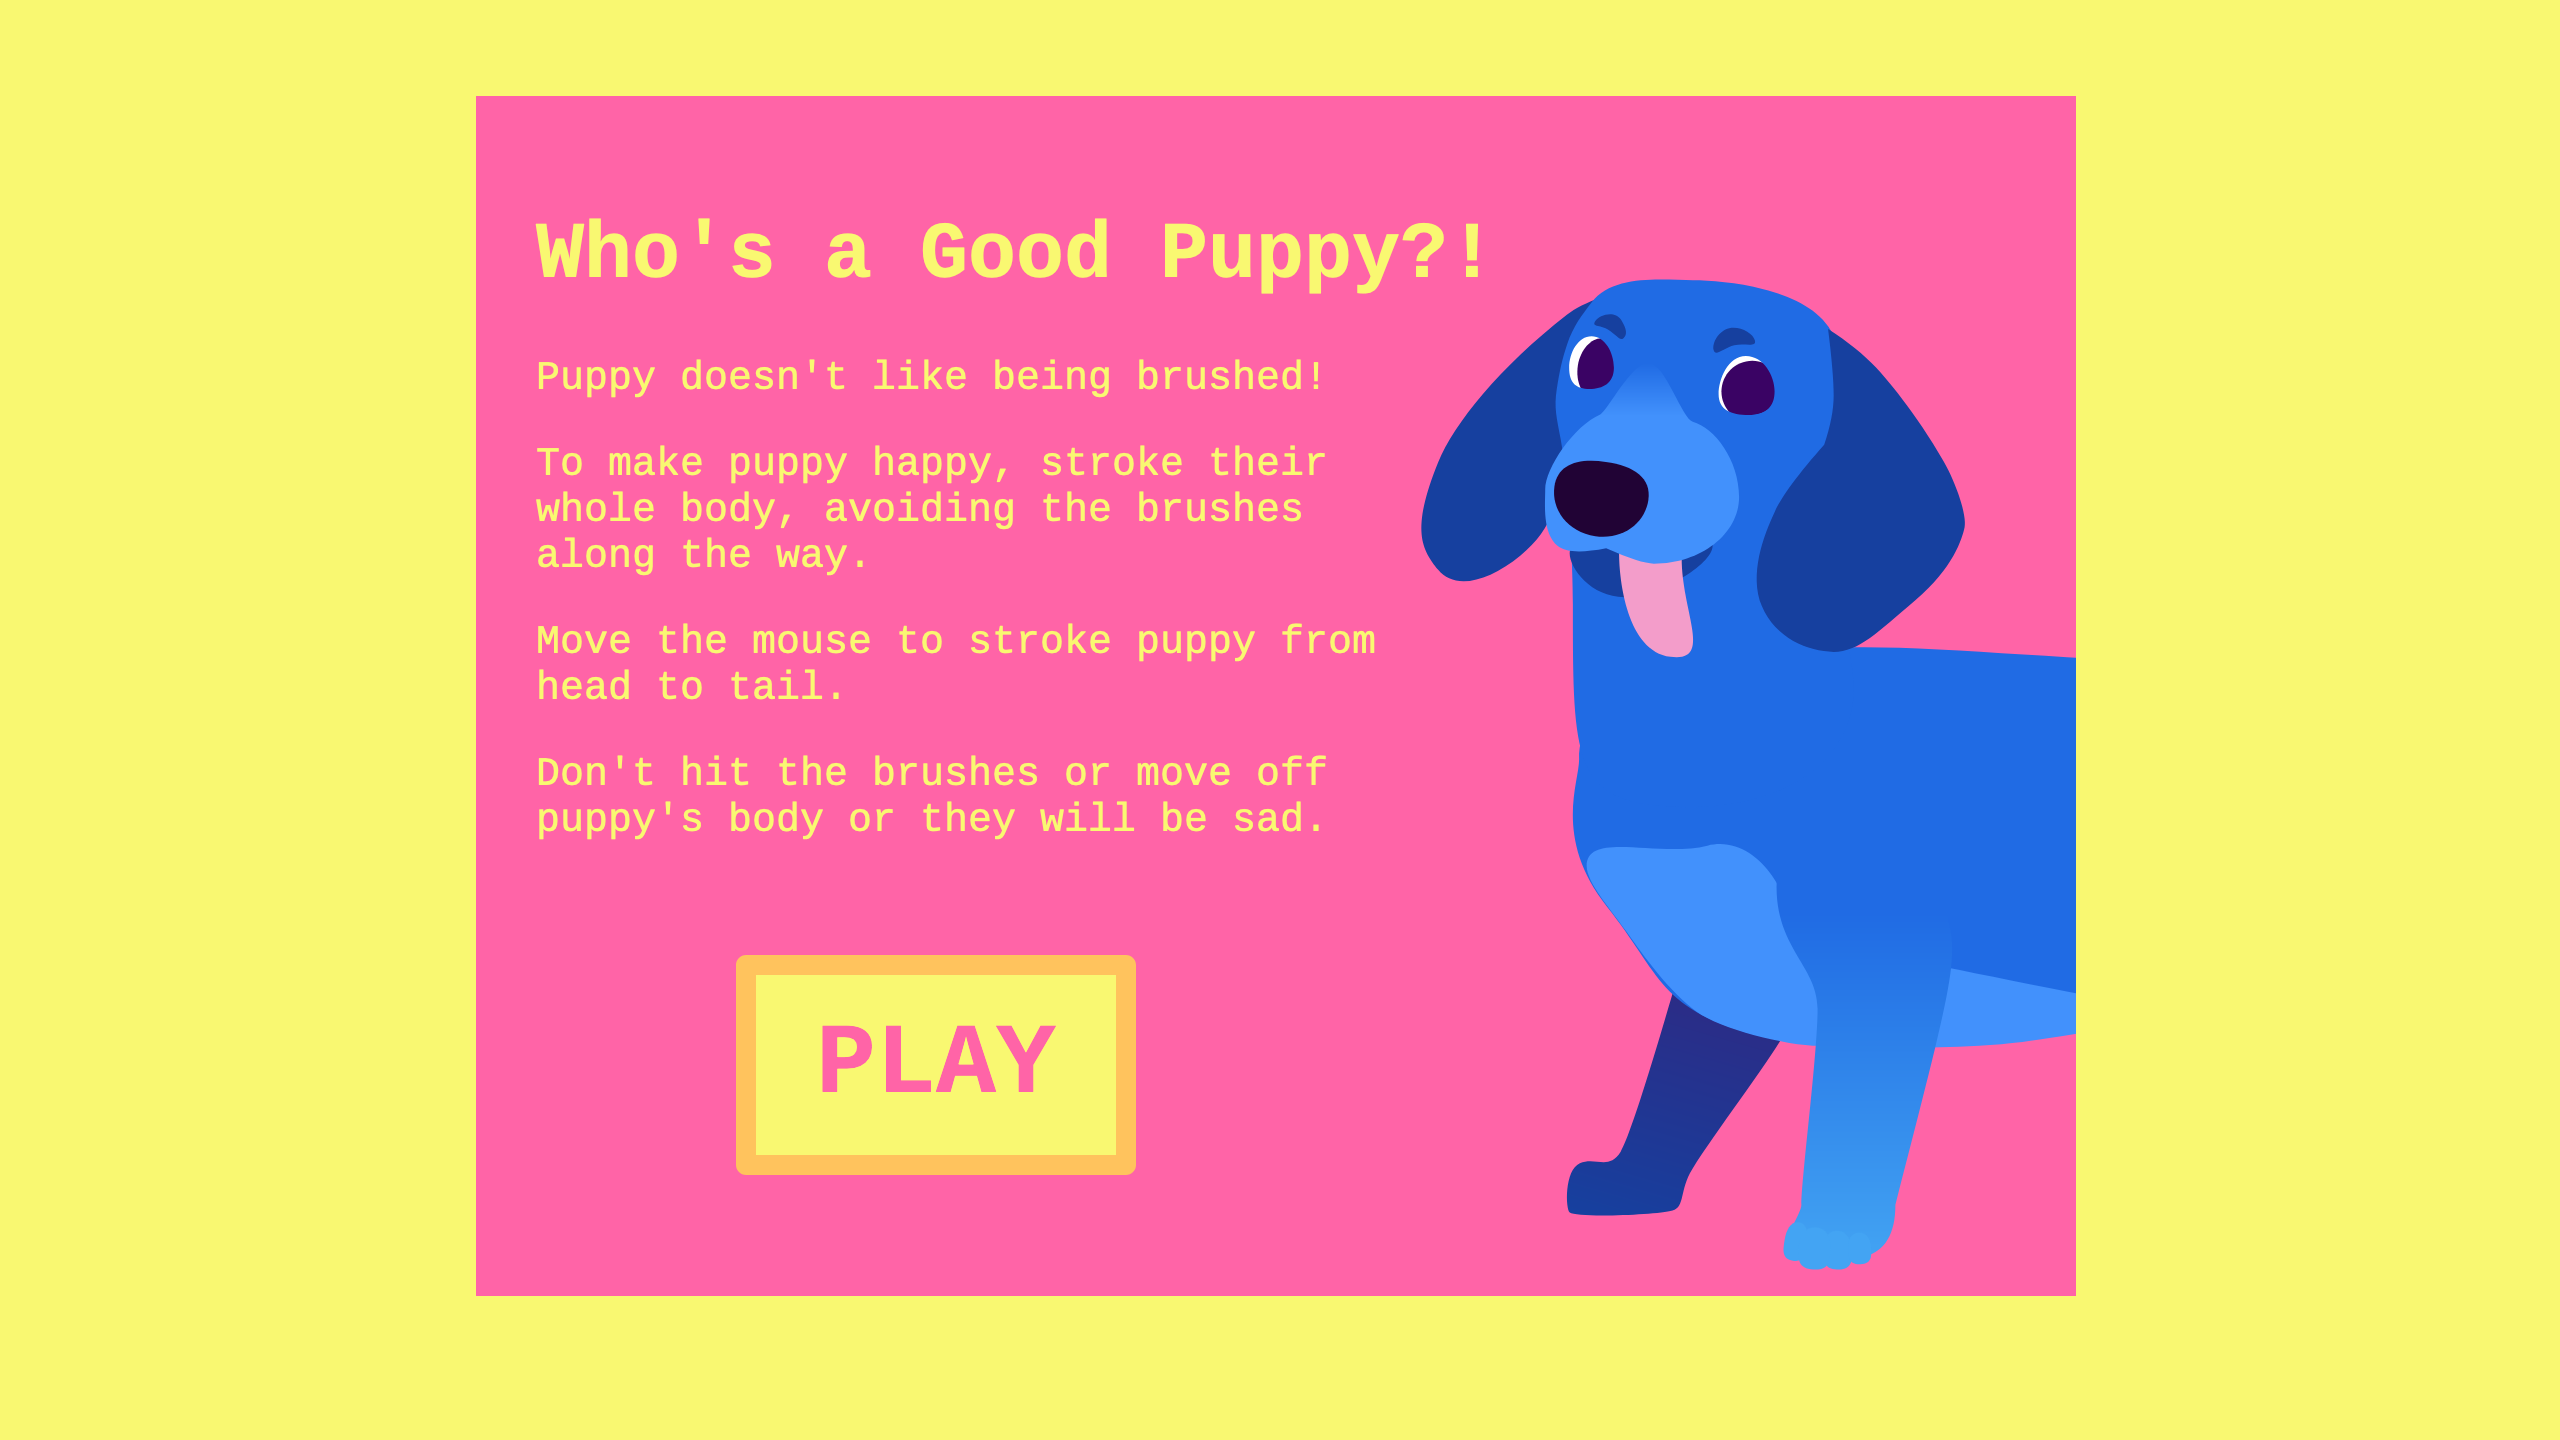 Who's a Good Puppy?!
Puppy doesn't like being brushed!
To make puppy happy, stroke their
whole body, avoiding the brushes
along the way.
Move the mouse to stroke puppy from
head to tail.
Don't hit the brushes or move off
puppy's body or they will be sad.
PLAY